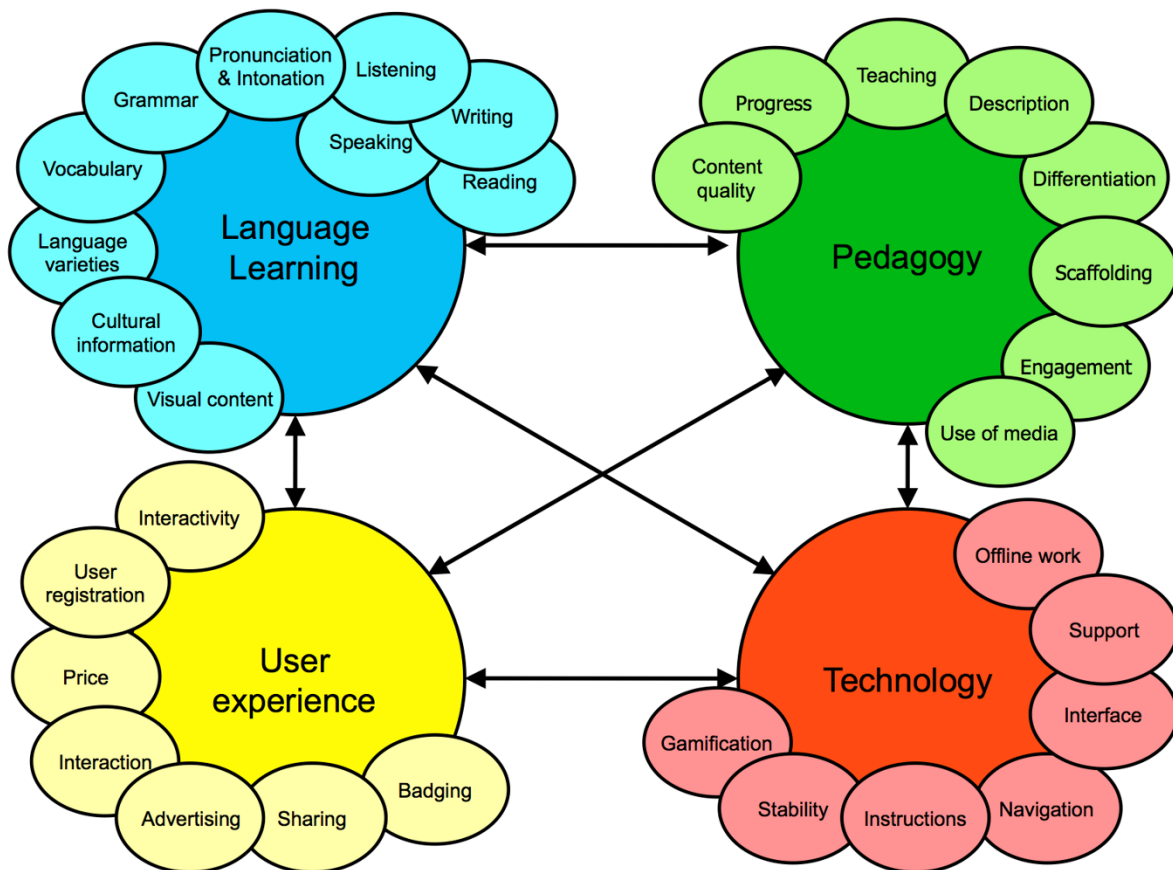 Pronunciation
& Intonation
Listening
Grammar
Writing
Speaking
Vocabulary
Reading
Language
varieties
Language
Learning
Cultural
information
Visual content
Teaching
Progress
Description
Content
quality
Differentiation
Pedagogy
Scaffolding
Engagement
Use of media
Interactivity
User
registration
Price
User
experience
Interaction
Advertising
Sharing
Badging
Offline work
Support
Technology
Interface
Gamification
Stability
Instructions
Navigation